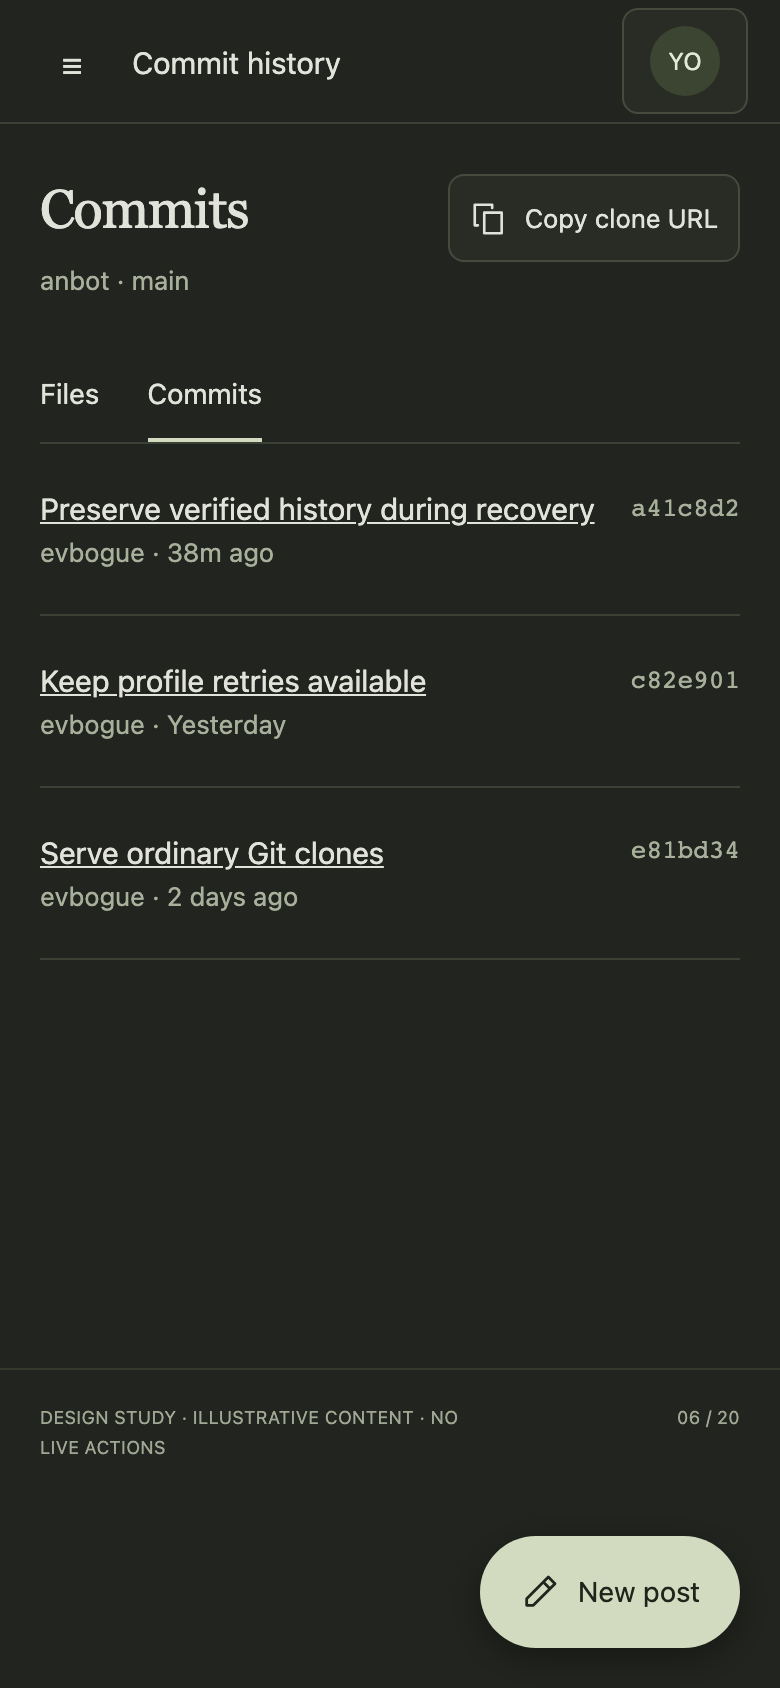 Commit history
YO
Commits
Copy clone URL
anbot · main
Files
Commits
Preserve verified history during recovery
a41c8d2
evbogue · 38m ago
Keep profile retries available
c82e901
evbogue · Yesterday
Serve ordinary Git clones
e81bd34
evbogue · 2 days ago
DESIGN STUDY · ILLUSTRATIVE CONTENT · NO
LIVE ACTIONS
06 / 20
New post